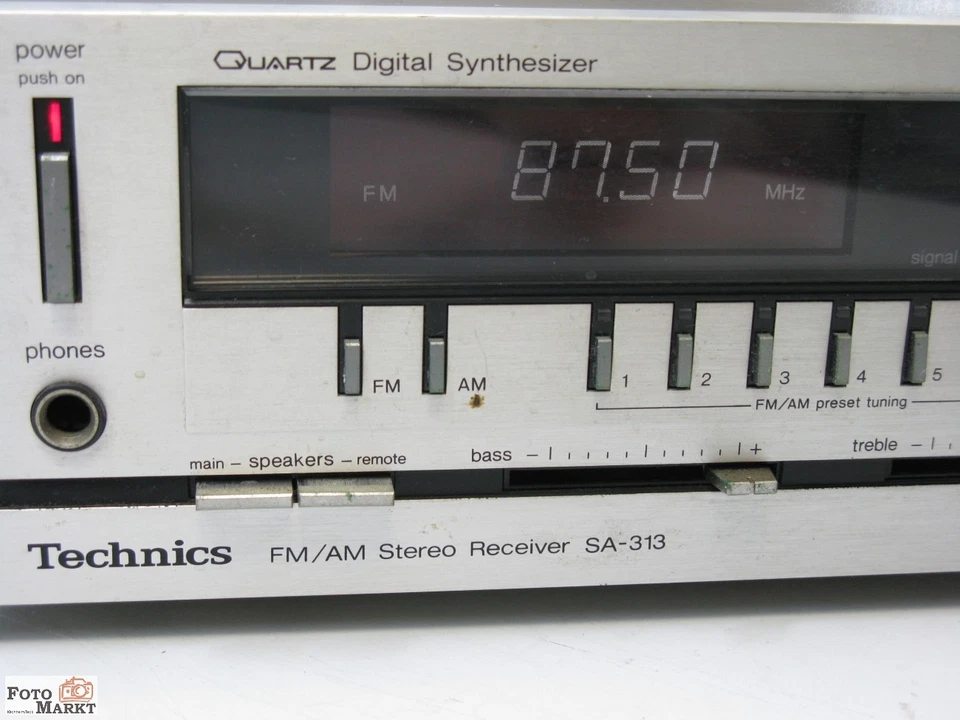 power
push on
QUARTZ Digital Synthesizer
FM 87.50 MHz
signal
phones
FM AM 1 2 3 4 5
FM/AM preset tuning
main – speakers – remote
bass – +
treble –
Technics FM/AM Stereo Receiver SA-313
FOTO
MARKT